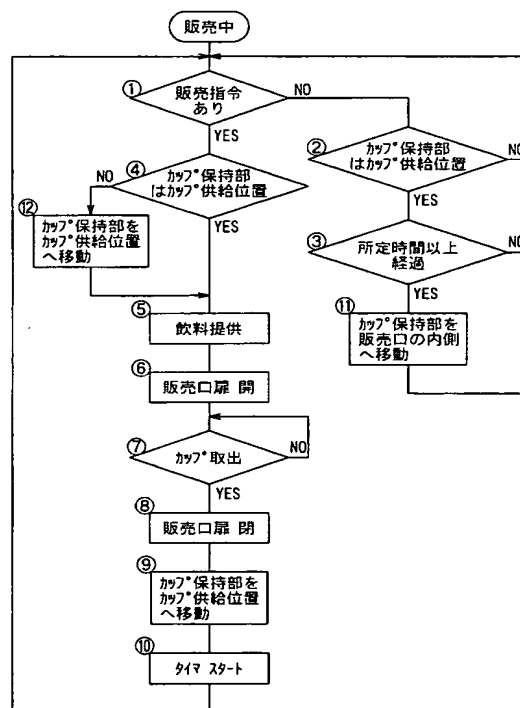 販売中
①
販売指令
あり
NO
YES
②
カップ保持部
はカップ供給位置
NO
YES
③
所定時間以上
経過
NO
YES
⑪
カップ保持部を
販売口の内側
へ移動
④
カップ保持部
はカップ供給位置
NO
YES
⑫
カップ保持部を
カップ供給位置
へ移動
⑤
飲料提供
⑥
販売口扉 開
⑦
カップ取出
NO
YES
⑧
販売口扉 閉
⑨
カップ保持部を
カップ供給位置
へ移動
⑩
タイマ スタート